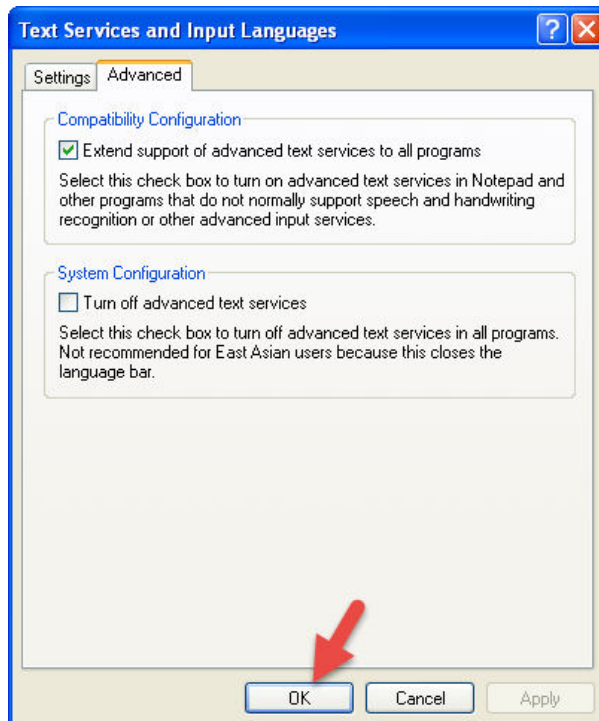 Text Services and Input Languages
Settings Advanced
Compatibility Configuration
Extend support of advanced text services to all programs
Select this check box to turn on advanced text services in Notepad and
other programs that do not normally support speech and handwriting
recognition or other advanced input services.
System Configuration
Turn off advanced text services
Select this check box to turn off advanced text services in all programs.
Not recommended for East Asian users because this closes the
language bar.
OK Cancel Apply